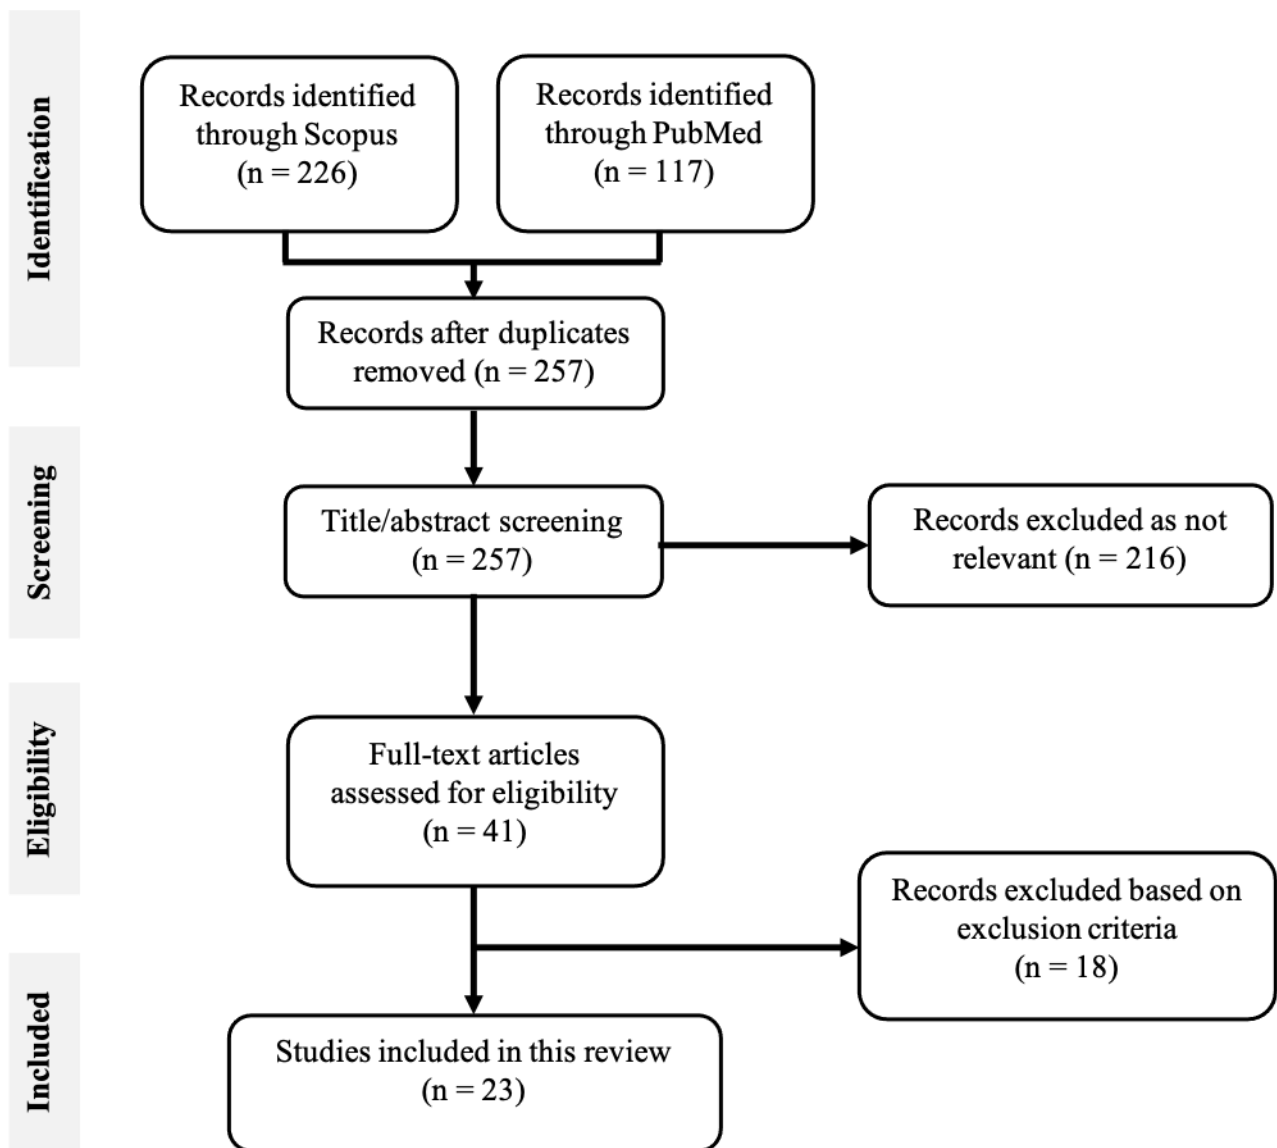 Identification
Records identified
through Scopus
(n = 226)
Records identified
through PubMed
(n = 117)
Records after duplicates
removed (n = 257)
Screening
Title/abstract screening
(n = 257)
Records excluded as not
relevant (n = 216)
Eligibility
Full-text articles
assessed for eligibility
(n = 41)
Records excluded based on
exclusion criteria
(n = 18)
Included
Studies included in this review
(n = 23)